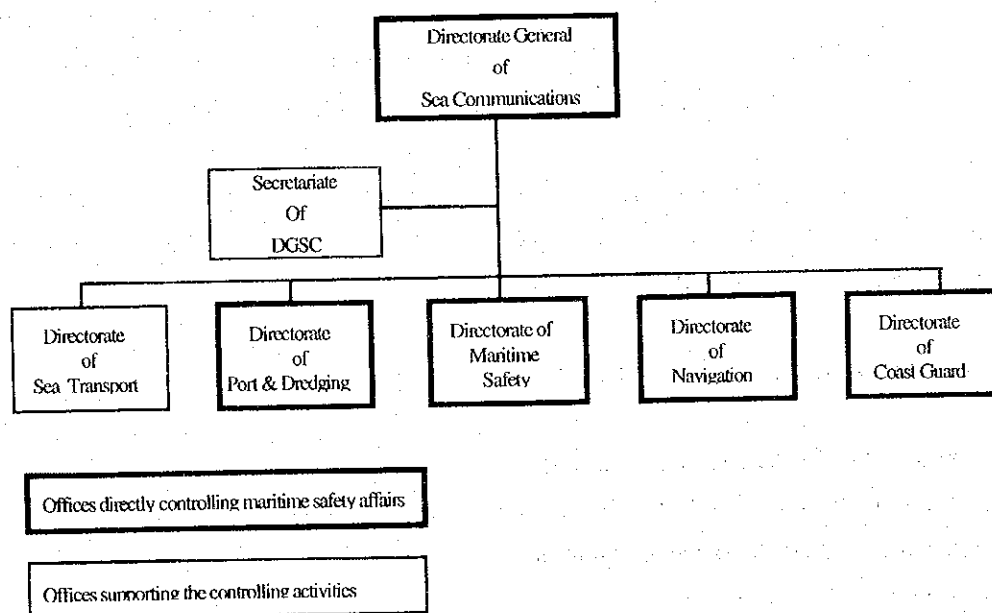 Directorate General
of
Sea Communications
Secretariate
Of
DGSC
Directorate
of
Sea Transport
Directorate
of
Port & Dredging
Directorate of
Maritime
Safety
Directorate
of
Navigation
Directorate
of
Coast Guard
Offices directly controlling maritime safety affairs
Offices supporting the controlling activities